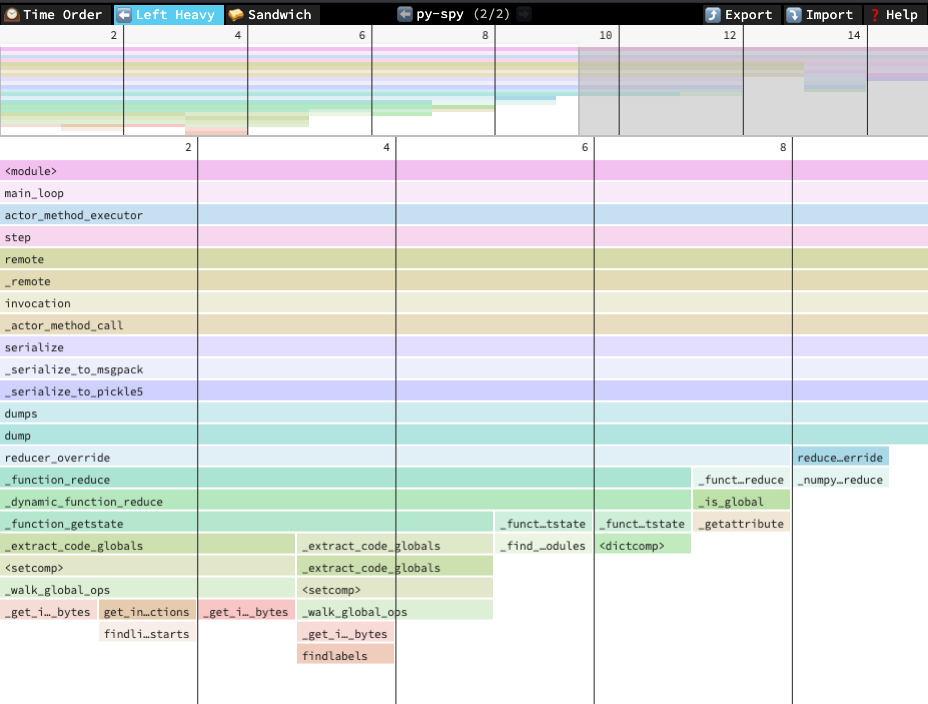 Time Order Left Heavy Sandwich py-spy (2/2) Export Import ? Help
2 4 6 8 10 12 14
2 4 6 8
<module>
main_loop
actor_method_executor
step
remote
_remote
invocation
_actor_method_call
serialize
_serialize_to_msgpack
_serialize_to_pickle5
dumps
dump
reducer_override reduce…erride
_function_reduce _funct…reduce _numpy…reduce
_dynamic_function_reduce _is_global
_function_getstate _funct…tstate _funct…tstate _getattribute
_extract_code_globals _extract_code_globals _find_…odules <dictcomp>
<setcomp> _extract_code_globals
_walk_global_ops <setcomp>
_get_i…_bytes get_in…ctions _get_i…_bytes _walk_global_ops
findli…starts _get_i…_bytes
findlabels